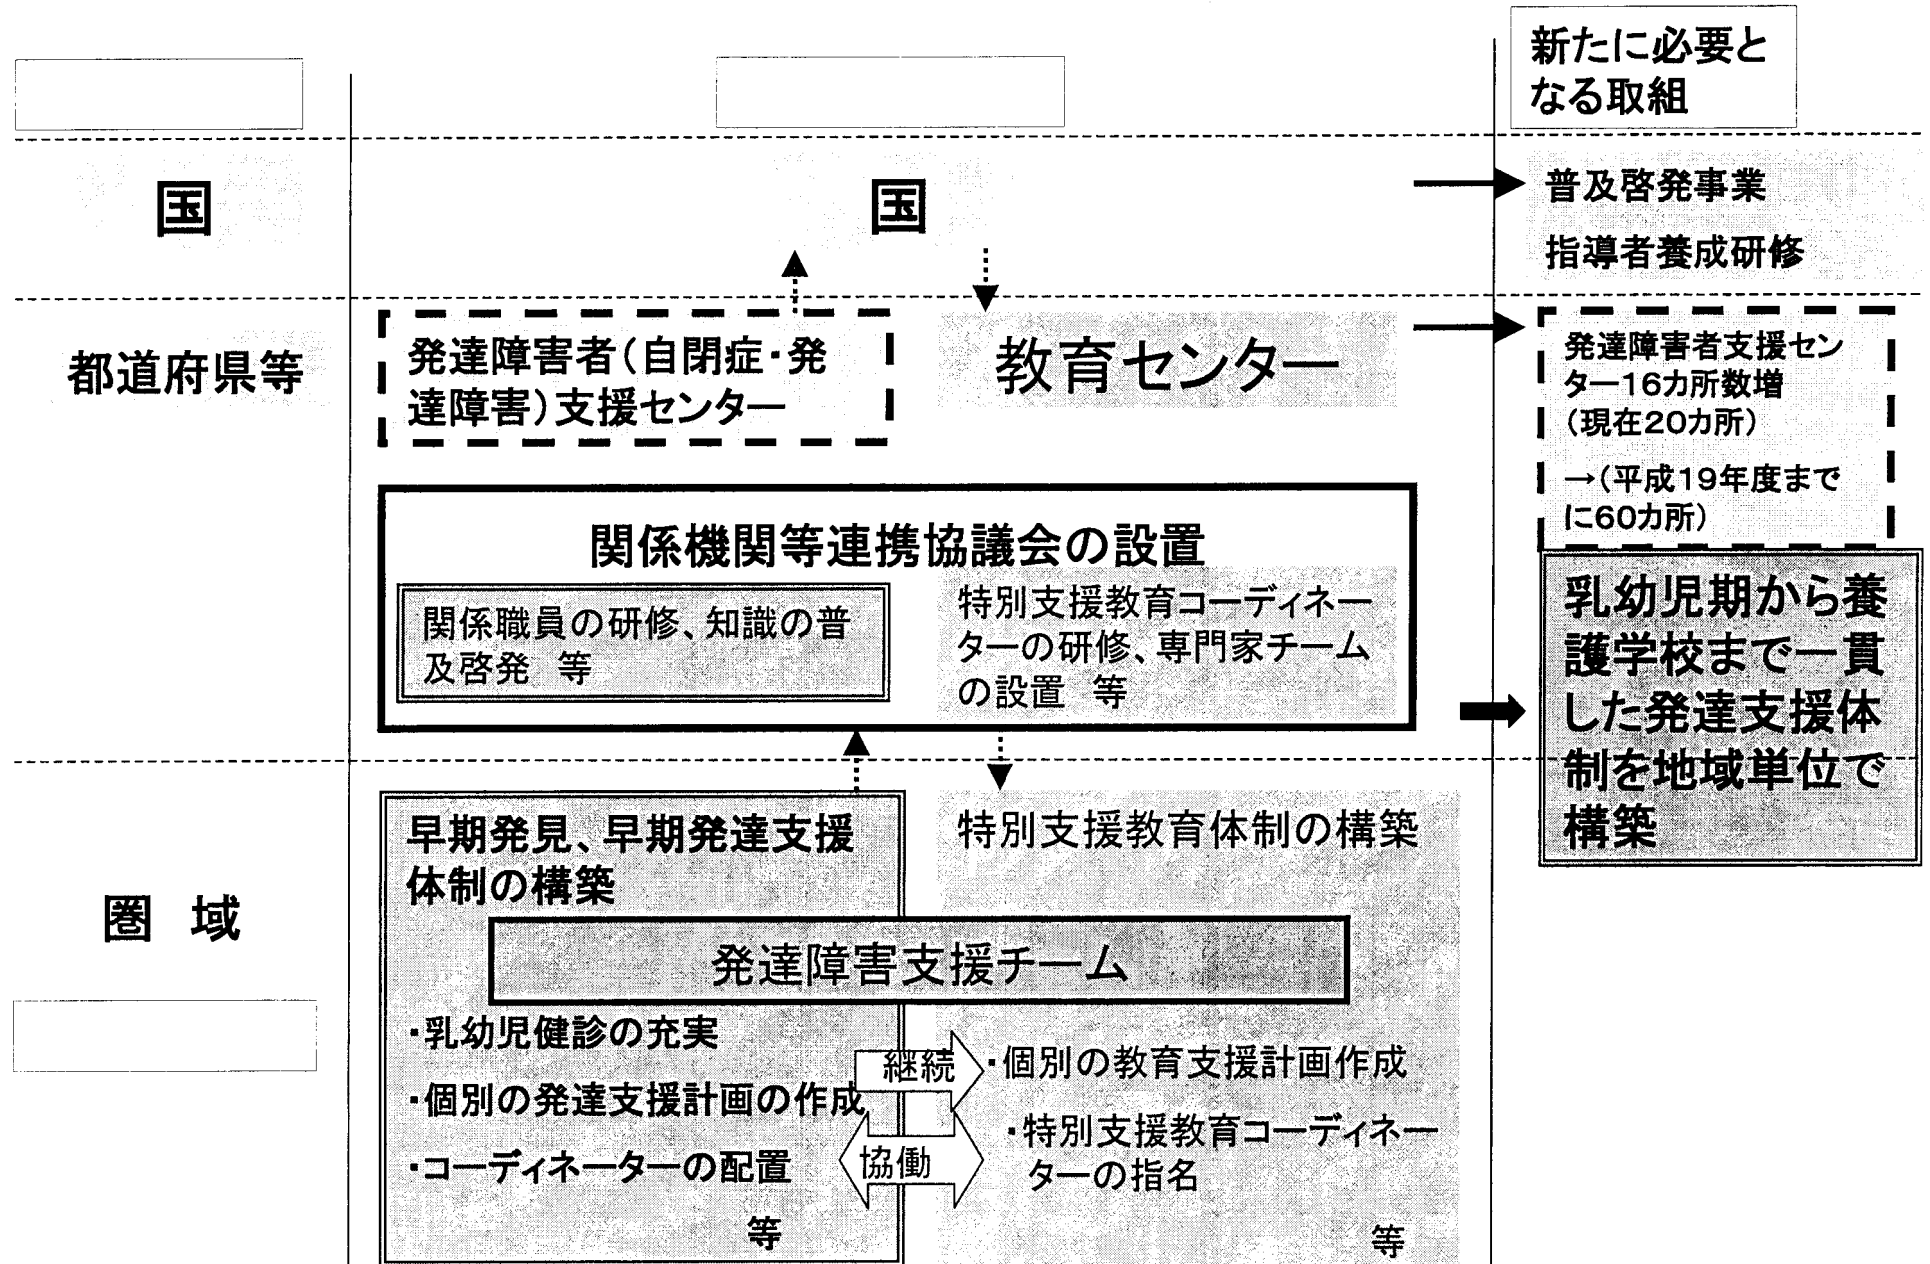 新たに必要と
なる取組
国
国
普及啓発事業
指導者養成研修
都道府県等
発達障害者(自閉症・発
達障害)支援センター
教育センター
発達障害者支援セン
ター16カ所数増
(現在20カ所)
→(平成19年度まで
に60カ所)
関係機関等連携協議会の設置
関係職員の研修、知識の普
及啓発 等
特別支援教育コーディネー
ターの研修、専門家チーム
の設置 等
乳幼児期から養
護学校まで一貫
した発達支援体
制を地域単位で
構築
圏 域
早期発見、早期発達支援
体制の構築
特別支援教育体制の構築
発達障害支援チーム
・乳幼児健診の充実
・個別の発達支援計画の作成
・コーディネーターの配置
等
継続
協働
・個別の教育支援計画作成
・特別支援教育コーディネー
ターの指名
等